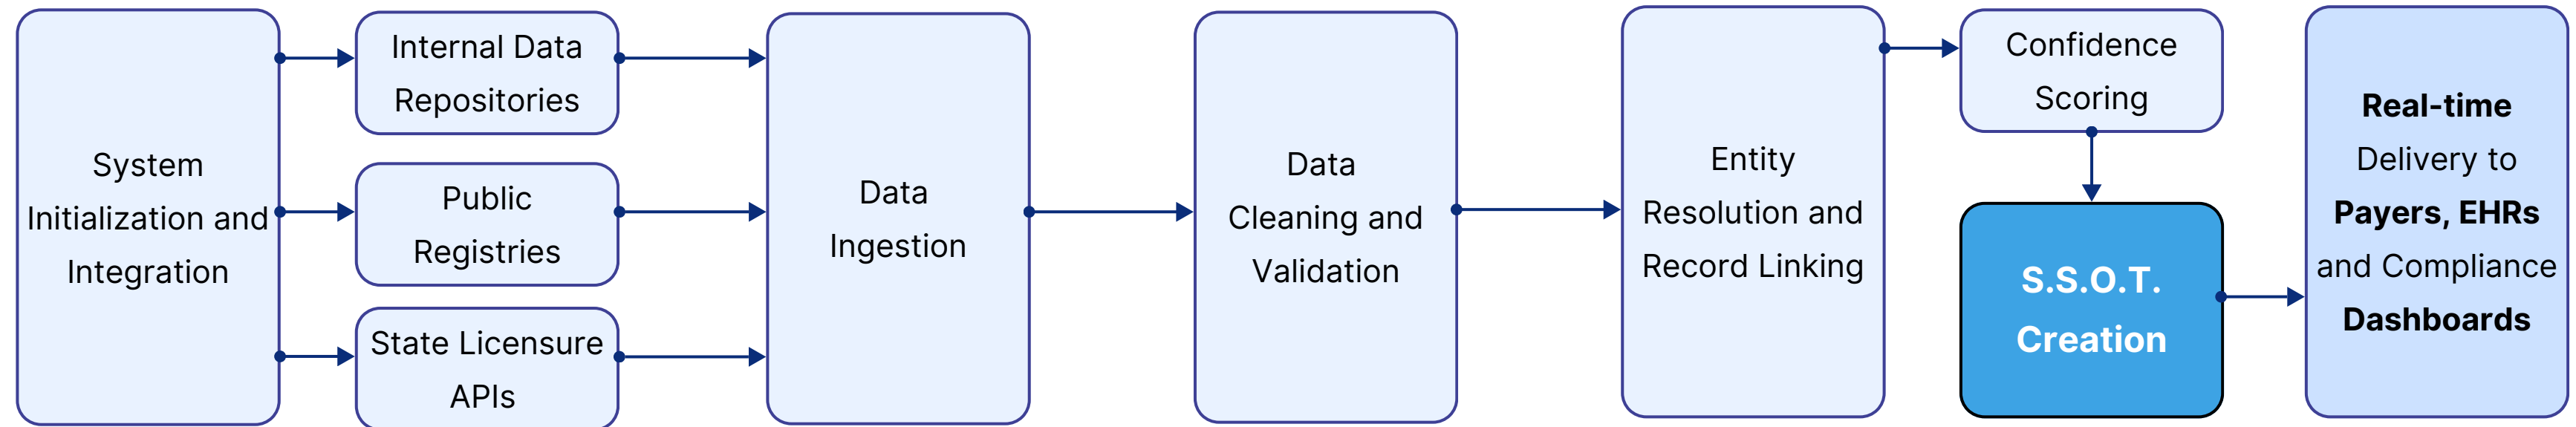 System
Initialization and
Integration
Internal Data
Repositories
Public
Registries
State Licensure
APIs
Data
Ingestion
Data
Cleaning and
Validation
Entity
Resolution and
Record Linking
Confidence
Scoring
S.S.O.T.
Creation
Real-time
Delivery to
Payers, EHRs
and Compliance
Dashboards